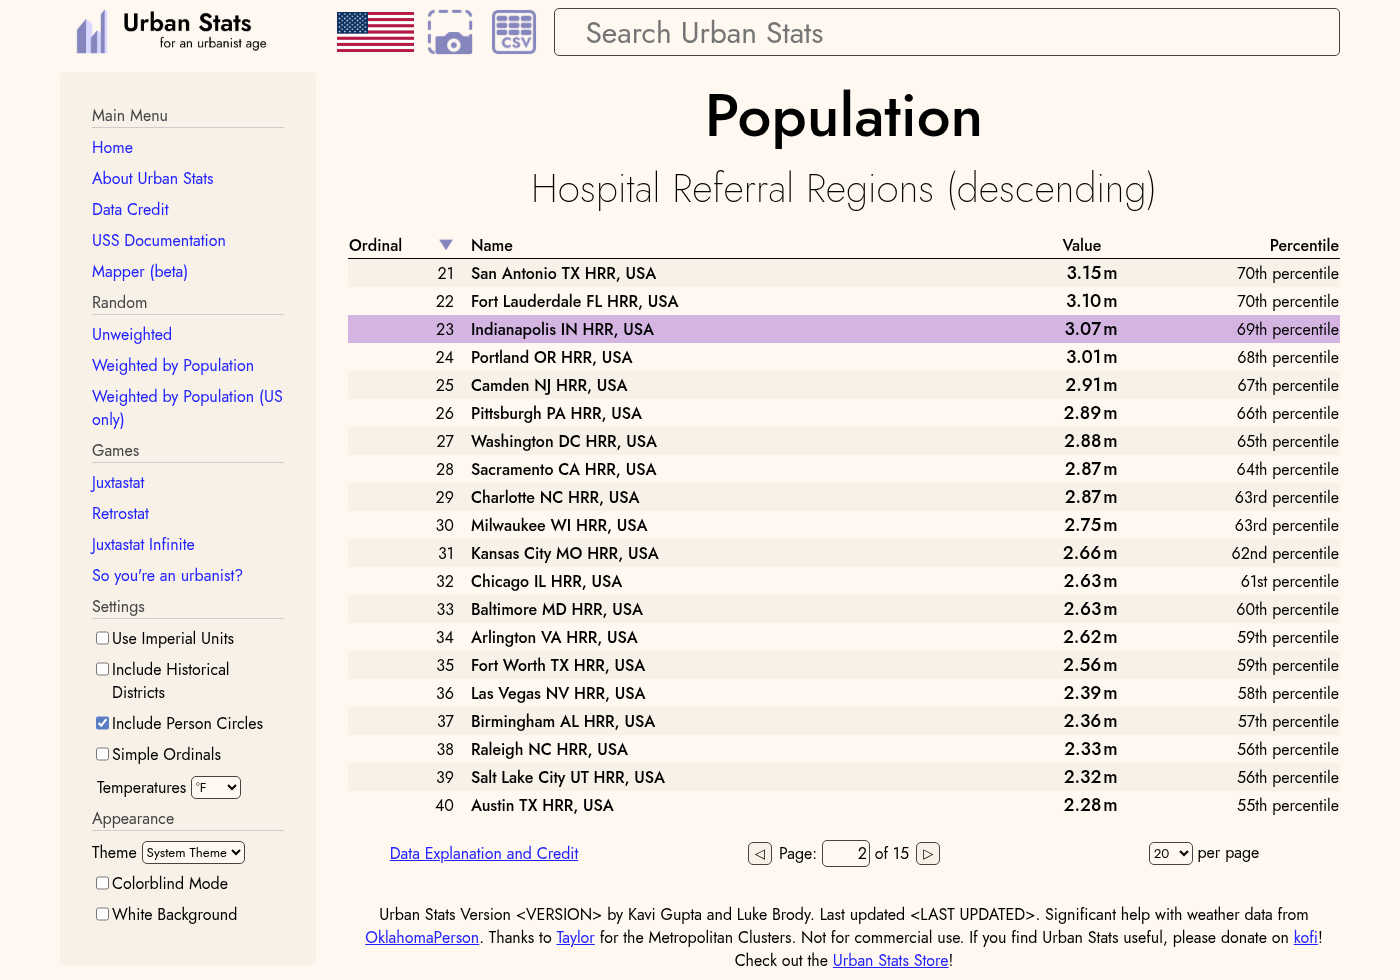 Urban Stats
for an urbanist age
CSV
Search Urban Stats
Main Menu
Home
About Urban Stats
Data Credit
USS Documentation
Mapper (beta)
Random
Unweighted
Weighted by Population
Weighted by Population (US
only)
Games
Juxtastat
Retrostat
Juxtastat Infinite
So you're an urbanist?
Settings
Use Imperial Units
Include Historical
Districts
Include Person Circles
Simple Ordinals
Temperatures °F
Appearance
Theme System Theme
Colorblind Mode
White Background
Population
Hospital Referral Regions (descending)
Ordinal Name Value Percentile
21 San Antonio TX HRR, USA 3.15 m 70th percentile
22 Fort Lauderdale FL HRR, USA 3.10 m 70th percentile
23 Indianapolis IN HRR, USA 3.07 m 69th percentile
24 Portland OR HRR, USA 3.01 m 68th percentile
25 Camden NJ HRR, USA 2.91 m 67th percentile
26 Pittsburgh PA HRR, USA 2.89 m 66th percentile
27 Washington DC HRR, USA 2.88 m 65th percentile
28 Sacramento CA HRR, USA 2.87 m 64th percentile
29 Charlotte NC HRR, USA 2.87 m 63rd percentile
30 Milwaukee WI HRR, USA 2.75 m 63rd percentile
31 Kansas City MO HRR, USA 2.66 m 62nd percentile
32 Chicago IL HRR, USA 2.63 m 61st percentile
33 Baltimore MD HRR, USA 2.63 m 60th percentile
34 Arlington VA HRR, USA 2.62 m 59th percentile
35 Fort Worth TX HRR, USA 2.56 m 59th percentile
36 Las Vegas NV HRR, USA 2.39 m 58th percentile
37 Birmingham AL HRR, USA 2.36 m 57th percentile
38 Raleigh NC HRR, USA 2.33 m 56th percentile
39 Salt Lake City UT HRR, USA 2.32 m 56th percentile
40 Austin TX HRR, USA 2.28 m 55th percentile
Data Explanation and Credit Page: 2 of 15 20 per page
Urban Stats Version <VERSION> by Kavi Gupta and Luke Brody. Last updated <LAST UPDATED>. Significant help with weather data from
OklahomaPerson. Thanks to Taylor for the Metropolitan Clusters. Not for commercial use. If you find Urban Stats useful, please donate on kofi!
Check out the Urban Stats Store!